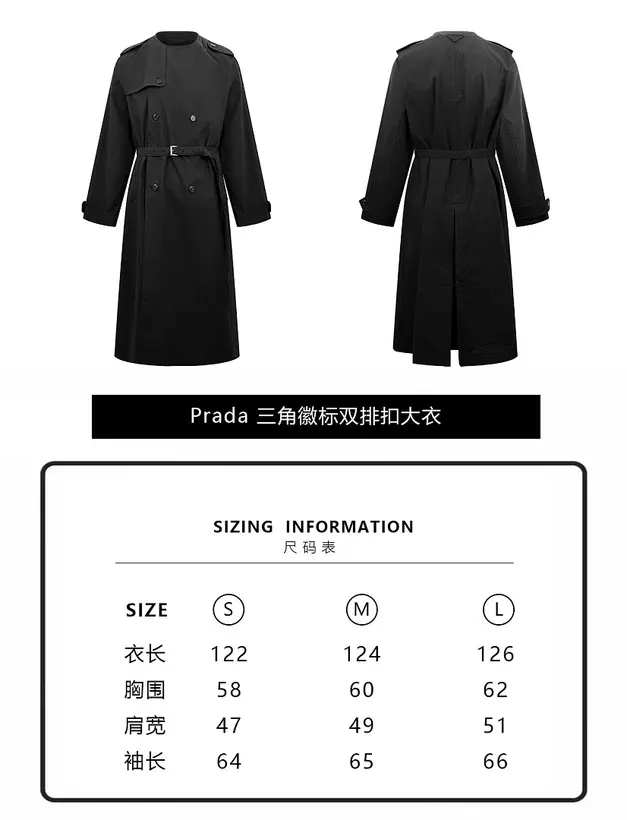 Prada 三角徽标双排扣大衣
SIZING INFORMATION
尺码表
SIZE S M L
衣长 122 124 126
胸围 58 60 62
肩宽 47 49 51
袖长 64 65 66